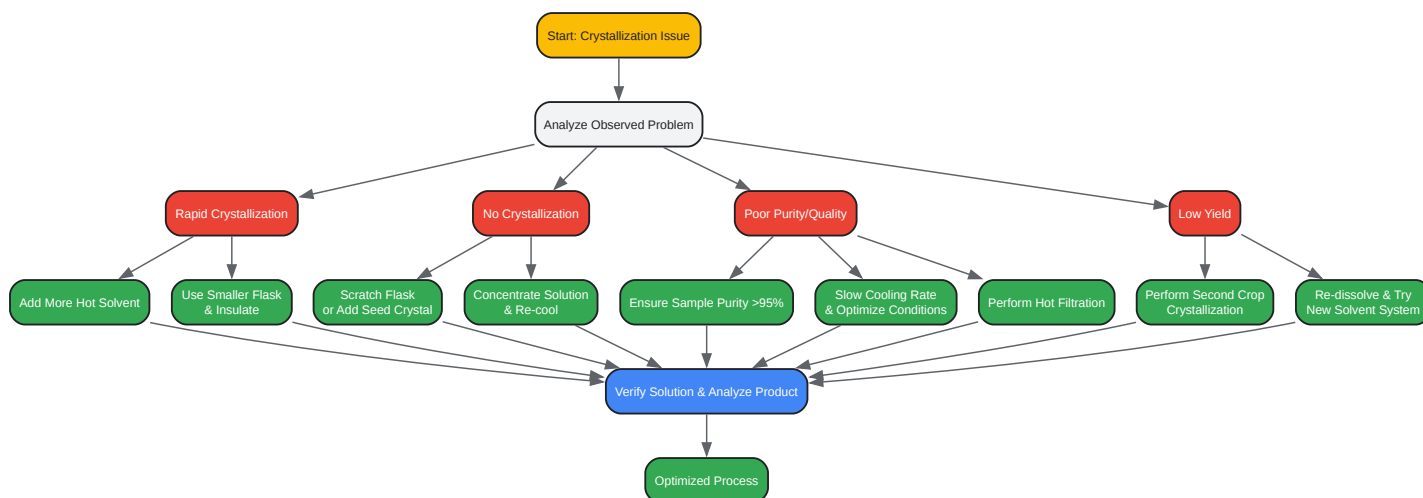 Start: Crystallization Issue
Analyze Observed Problem
Rapid Crystallization
No Crystallization
Poor Purity/Quality
Low Yield
Add More Hot Solvent
Use Smaller Flask
& Insulate
Scratch Flask
or Add Seed Crystal
Concentrate Solution
& Re-cool
Ensure Sample Purity >95%
Slow Cooling Rate
& Optimize Conditions
Perform Hot Filtration
Perform Second Crop
Crystallization
Re-dissolve & Try
New Solvent System
Verify Solution & Analyze Product
Optimized Process